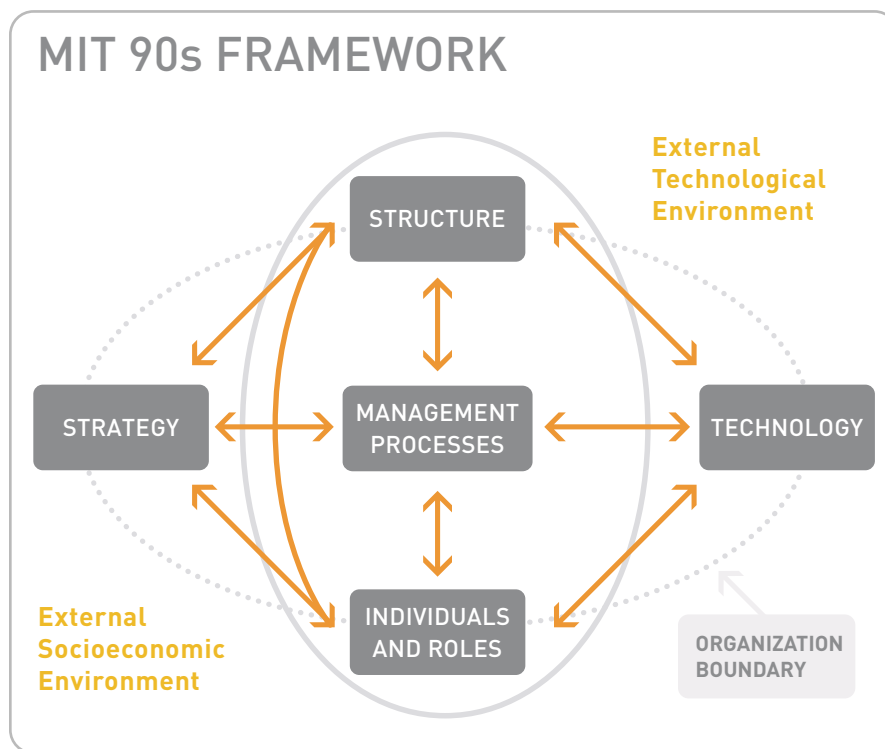 MIT 90s FRAMEWORK
External
Technological
Environment
STRUCTURE
STRATEGY
MANAGEMENT
PROCESSES
TECHNOLOGY
External
Socioeconomic
Environment
INDIVIDUALS
AND ROLES
ORGANIZATION
BOUNDARY